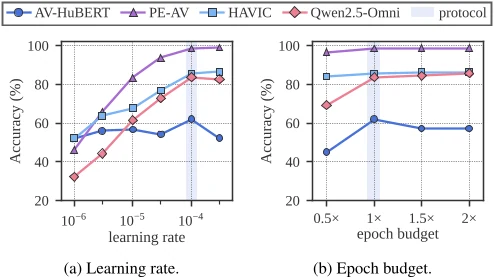 AV-HuBERT PE-AV HAVIC Qwen2.5-Omni protocol
100
80
60
40
20
Accuracy (%)
10⁻⁶ 10⁻⁵ 10⁻⁴
learning rate
(a) Learning rate.
100
80
60
40
20
Accuracy (%)
0.5× 1× 1.5× 2×
epoch budget
(b) Epoch budget.